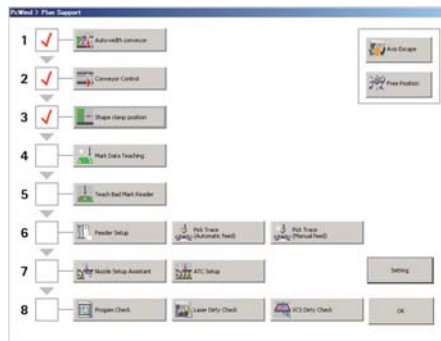 PcWind > Plan Support
1
Auto-width conveyor
2
Conveyor Control
3
Shape clamp position
4
Mark Data Teaching
5
Teach Bad Mark Reader
6
Feeder Setup
Pick Trace
(Automatic feed)
Pick Trace
(Manual Feed)
7
Nozzle Setup Assistant
ATC Setup
8
Program Check
Laser Dirty Check
VCS Dirty Check
Axis Escape
Free Position
Setting
OK